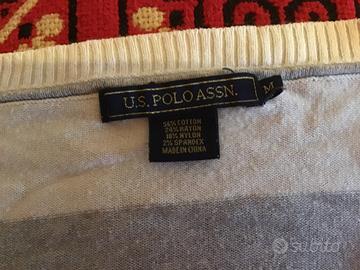 U.S. POLO ASSN.
M
56% COTTON
24% RAYON
18% NYLON
2% SPANDEX
MADE IN CHINA
subito